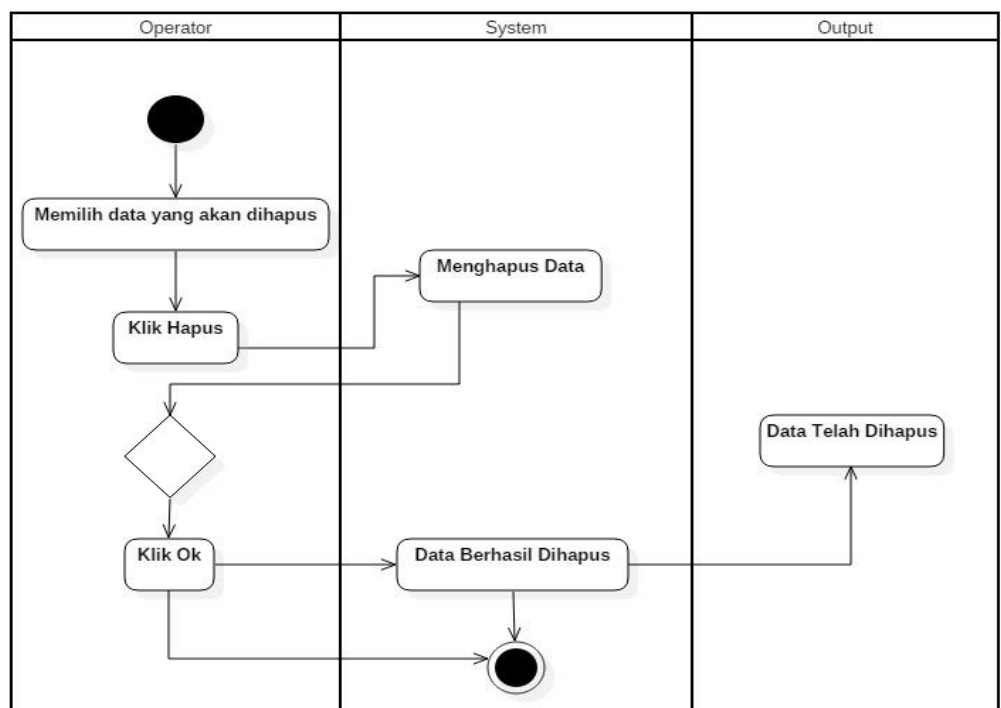 Operator
System
Output
Memilih data yang akan dihapus
Menghapus Data
Klik Hapus
Data Telah Dihapus
Klik Ok
Data Berhasil Dihapus